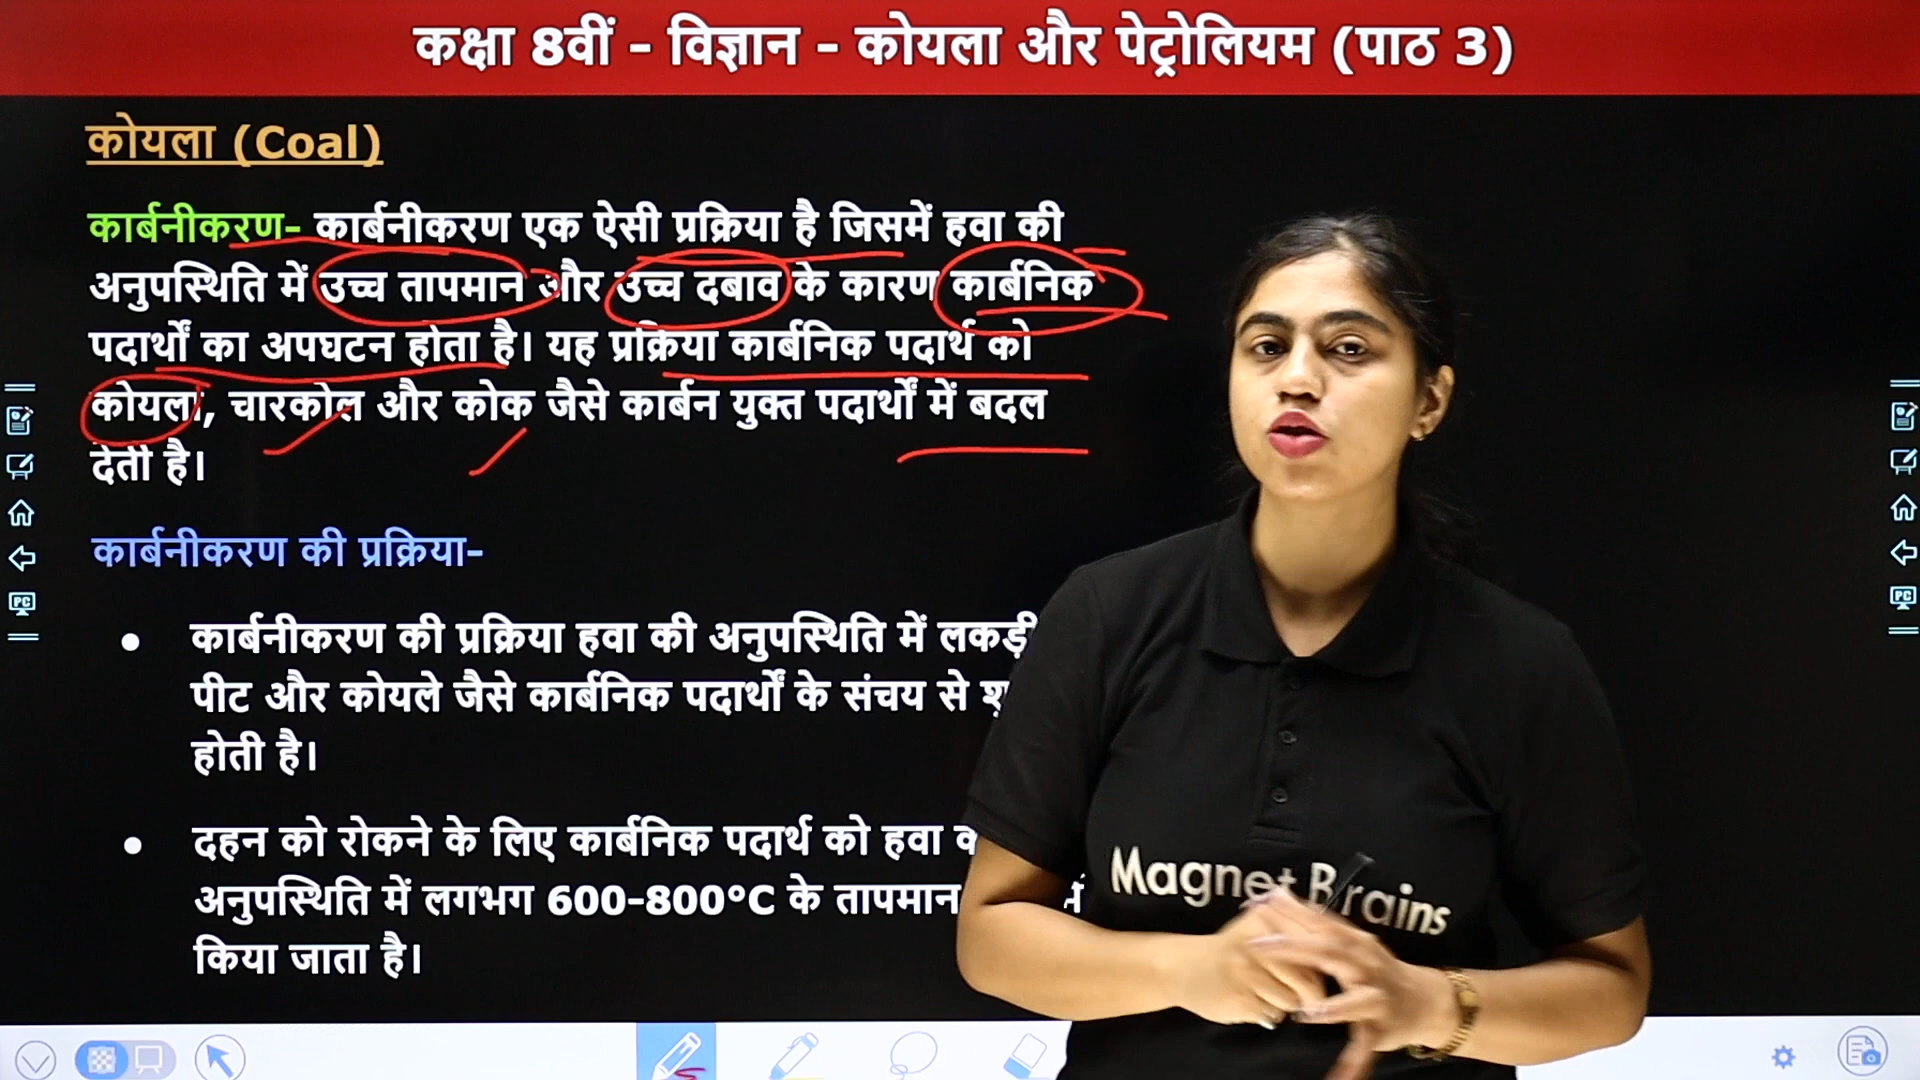 कक्षा 8वीं - विज्ञान - कोयला और पेट्रोलियम (पाठ 3)
कोयला (Coal)
कार्बनीकरण- कार्बनीकरण एक ऐसी प्रक्रिया है जिसमें हवा की
अनुपस्थिति में उच्च तापमान और उच्च दबाव के कारण कार्बनिक
पदार्थों का अपघटन होता है। यह प्रक्रिया कार्बनिक पदार्थ को
कोयला, चारकोल और कोक जैसे कार्बन युक्त पदार्थों में बदल
देती है।
कार्बनीकरण की प्रक्रिया-
• कार्बनीकरण की प्रक्रिया हवा की अनुपस्थिति में लकड़ी
पीट और कोयले जैसे कार्बनिक पदार्थों के संचय से
होती है।
• दहन को रोकने के लिए कार्बनिक पदार्थ को हवा
अनुपस्थिति में लगभग 600-800°C के तापमान
किया जाता है।
Magnet Brains
PC
PC